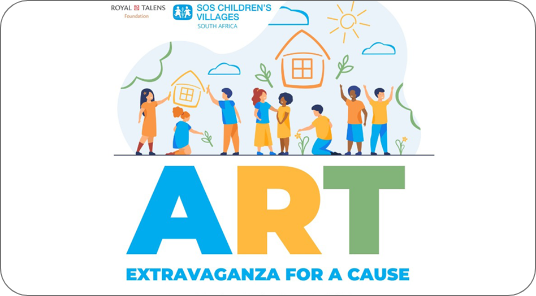 ROYAL TALENS
Foundation
SOS CHILDREN'S
VILLAGES
SOUTH AFRICA
ART
EXTRAVAGANZA FOR A CAUSE